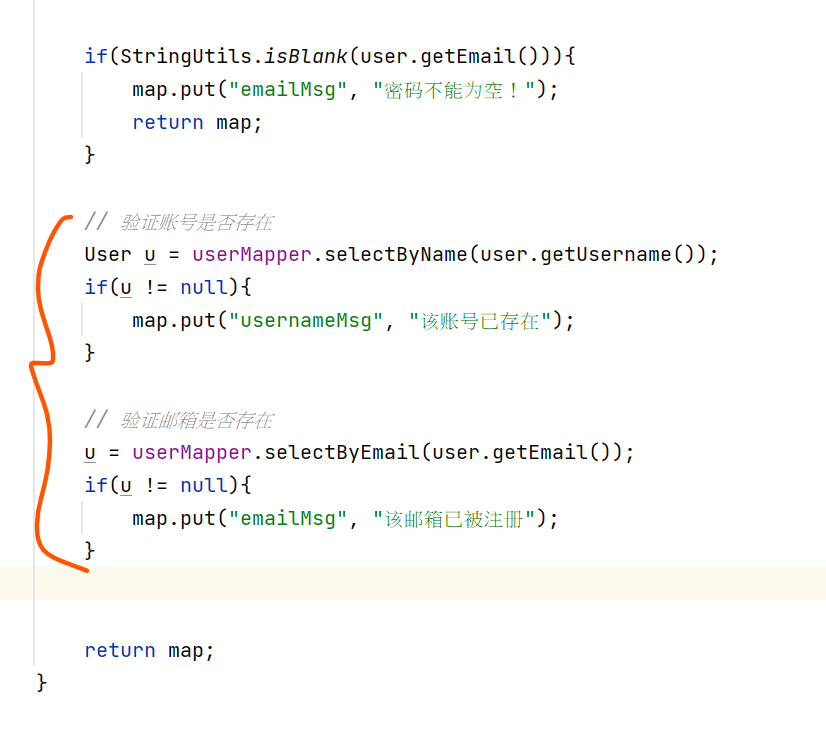 if(StringUtils.isBlank(user.getEmail())){
map.put("emailMsg", "密码不能为空！");
return map;
}
// 验证账号是否存在
User u = userMapper.selectByName(user.getUsername());
if(u != null){
map.put("usernameMsg", "该账号已存在");
}
// 验证邮箱是否存在
u = userMapper.selectByEmail(user.getEmail());
if(u != null){
map.put("emailMsg", "该邮箱已被注册");
}
return map;
}